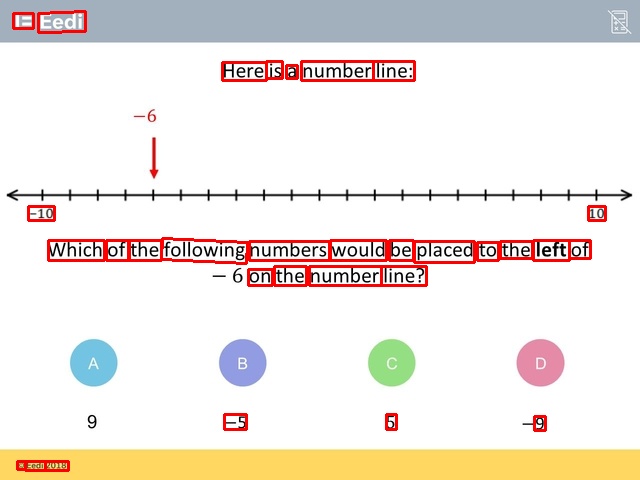 Eedi
Here is a number line:
−6
−10 10
Which of the following numbers would be placed to the left of
− 6 on the number line?
A B C D
9 −5 5 −9
© Eedi 2018